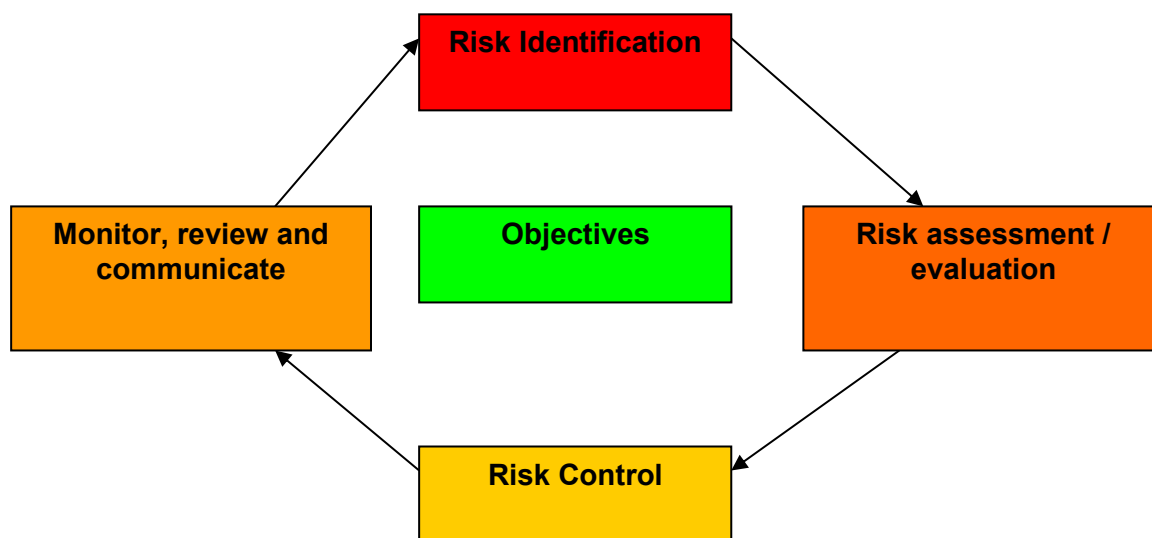 Risk Identification
Monitor, review and
communicate
Objectives
Risk assessment /
evaluation
Risk Control